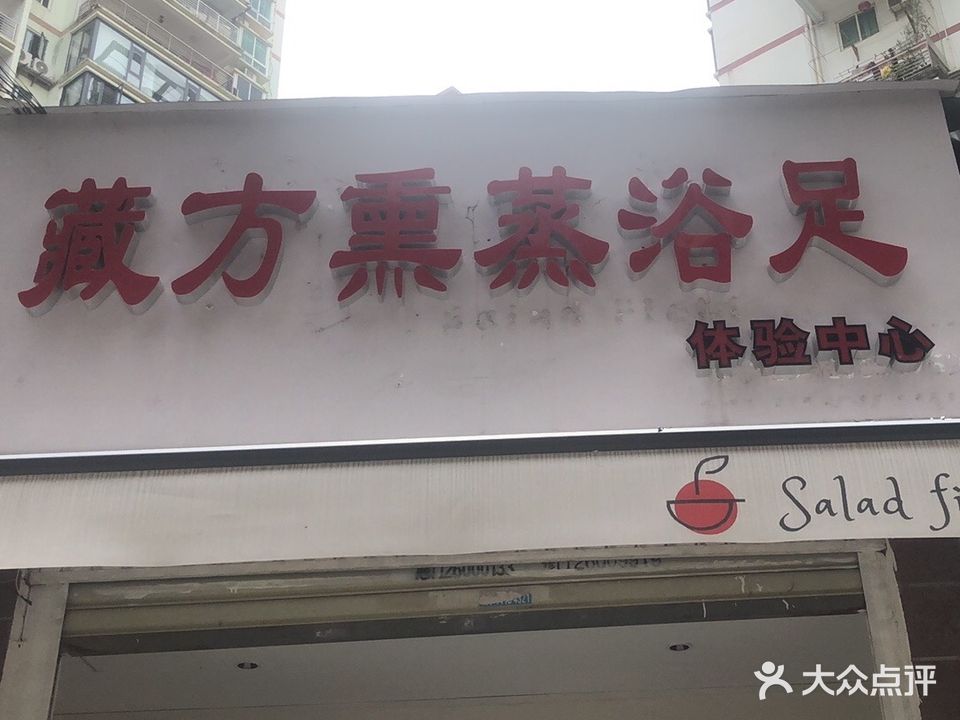 藏方熏蒸浴足
体验中心
Salad fi
大众点评